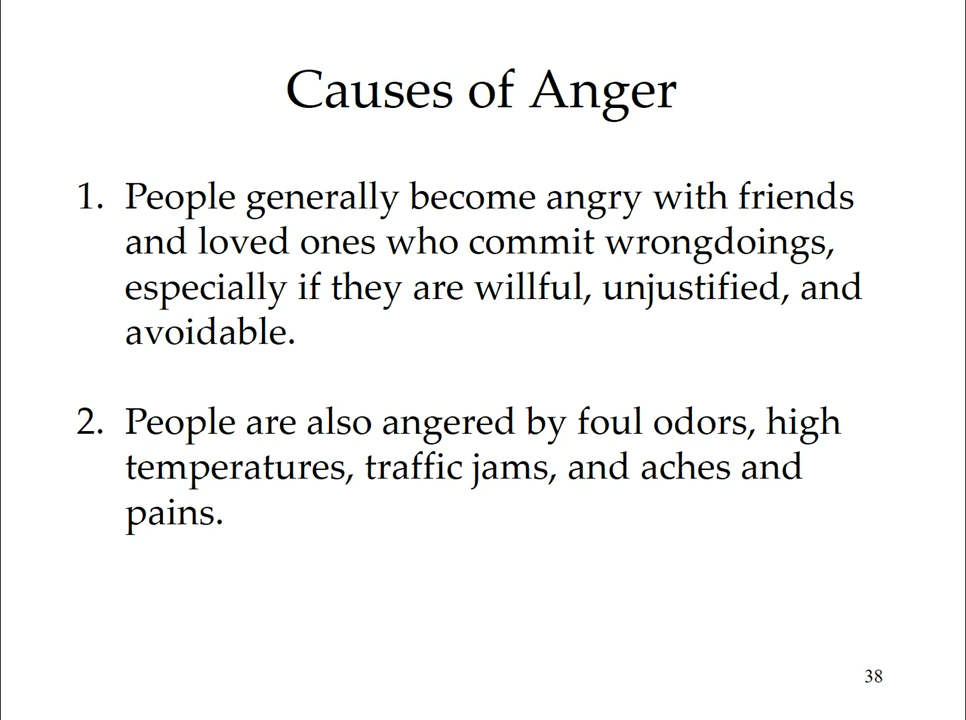 Causes of Anger
1. People generally become angry with friends
and loved ones who commit wrongdoings,
especially if they are willful, unjustified, and
avoidable.
2. People are also angered by foul odors, high
temperatures, traffic jams, and aches and
pains.
38